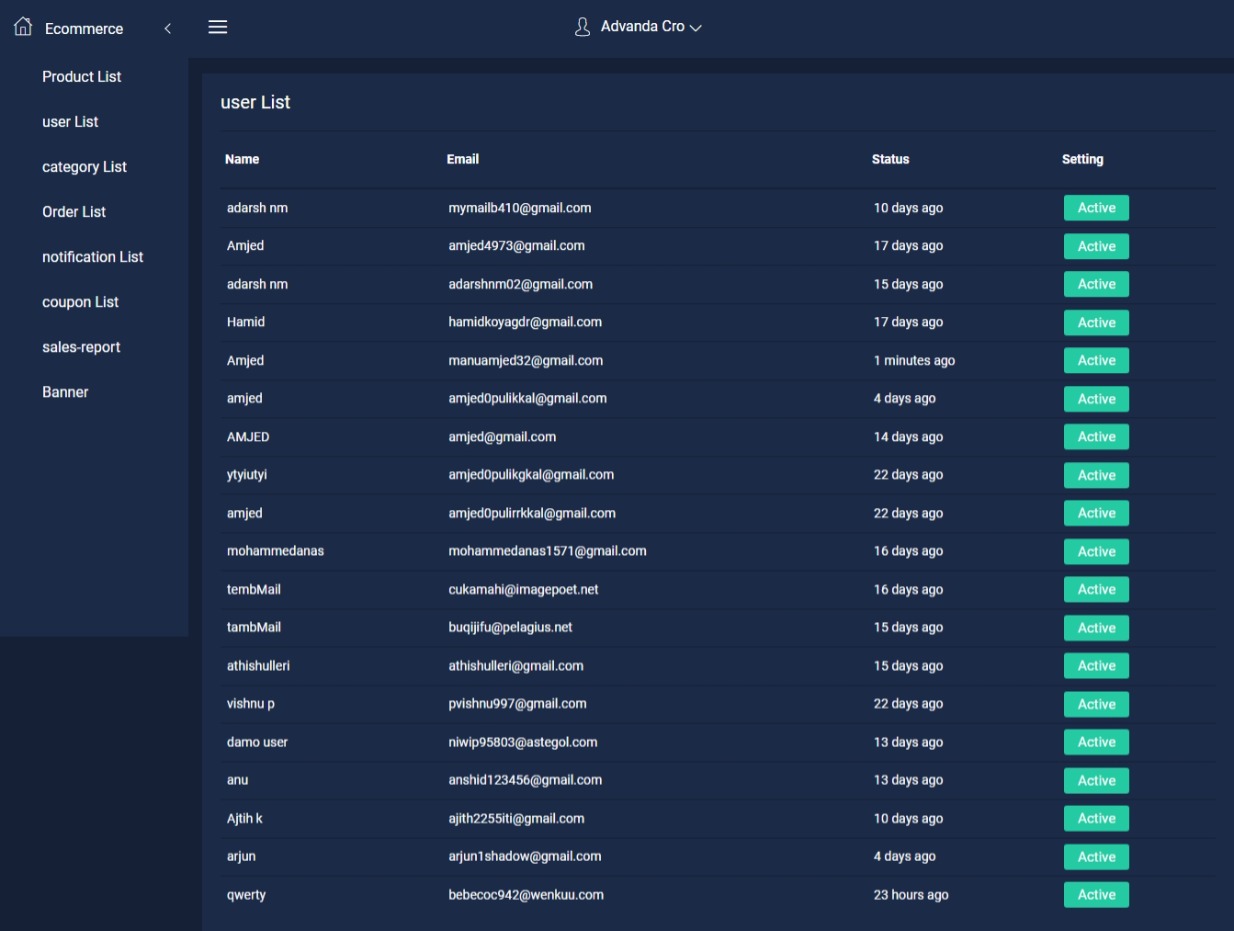 Ecommerce
Advanda Cro
Product List
user List
category List
Order List
notification List
coupon List
sales-report
Banner
user List
Name Email Status Setting
adarsh nm mymailb410@gmail.com 10 days ago Active
Amjed amjed4973@gmail.com 17 days ago Active
adarsh nm adarshnm02@gmail.com 15 days ago Active
Hamid hamidkoyagdr@gmail.com 17 days ago Active
Amjed manuamjed32@gmail.com 1 minutes ago Active
amjed amjed0pulikkal@gmail.com 4 days ago Active
AMJED amjed@gmail.com 14 days ago Active
ytyiutyi amjed0pulikgkal@gmail.com 22 days ago Active
amjed amjed0pulirrkkal@gmail.com 22 days ago Active
mohammedanas mohammedanas1571@gmail.com 16 days ago Active
tembMail cukamahi@imagepoet.net 16 days ago Active
tambMail buqijifu@pelagius.net 15 days ago Active
athishulleri athishulleri@gmail.com 15 days ago Active
vishnu p pvishnu997@gmail.com 22 days ago Active
damo user niwip95803@astegol.com 13 days ago Active
anu anshid123456@gmail.com 13 days ago Active
Ajtih k ajith2255iti@gmail.com 10 days ago Active
arjun arjun1shadow@gmail.com 4 days ago Active
qwerty bebecoc942@wenkuu.com 23 hours ago Active